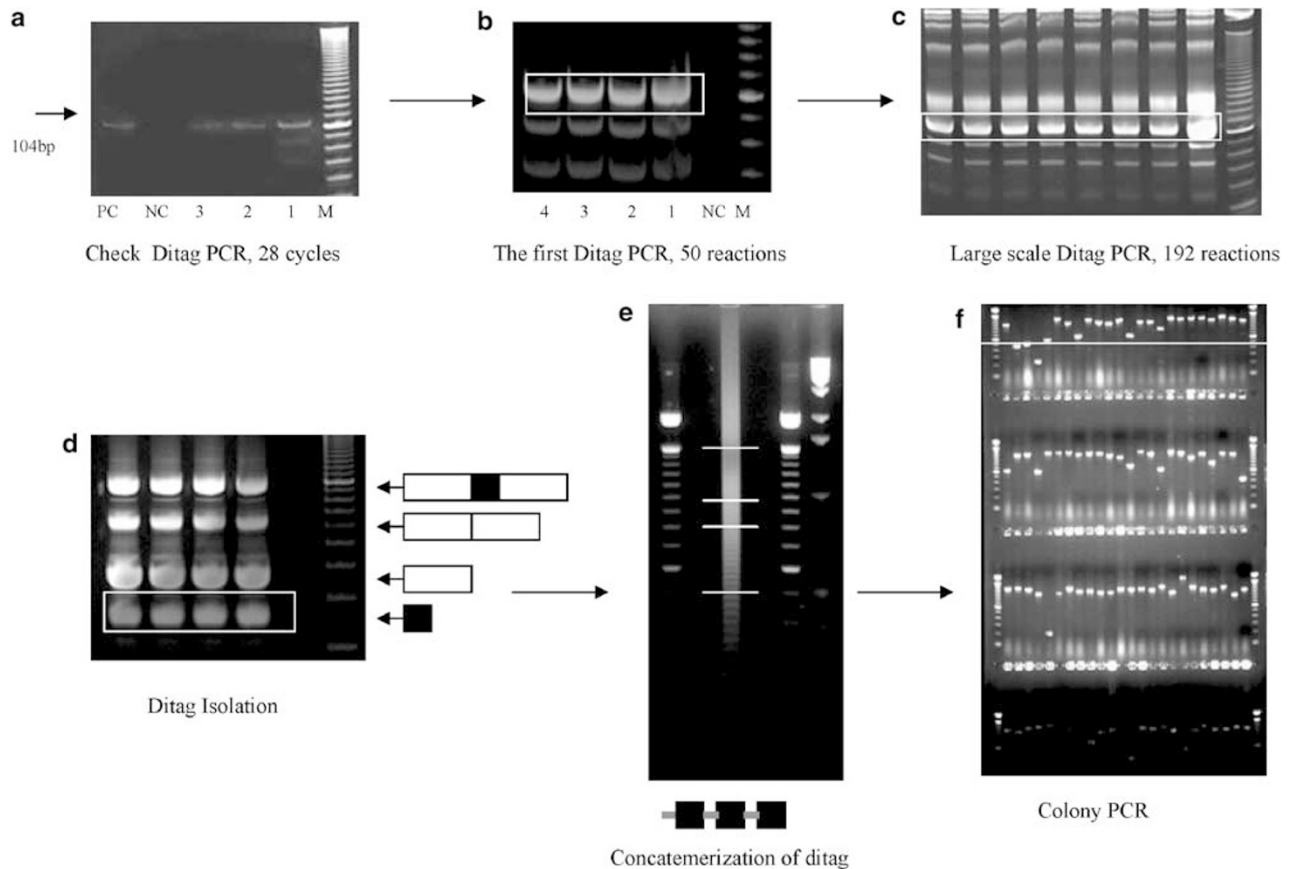 a
104bp
PC NC 3 2 1 M
Check Ditag PCR, 28 cycles
b
4 3 2 1 NC M
The first Ditag PCR, 50 reactions
c
Large scale Ditag PCR, 192 reactions
d
Ditag Isolation
e
Concatemerization of ditag
f
Colony PCR